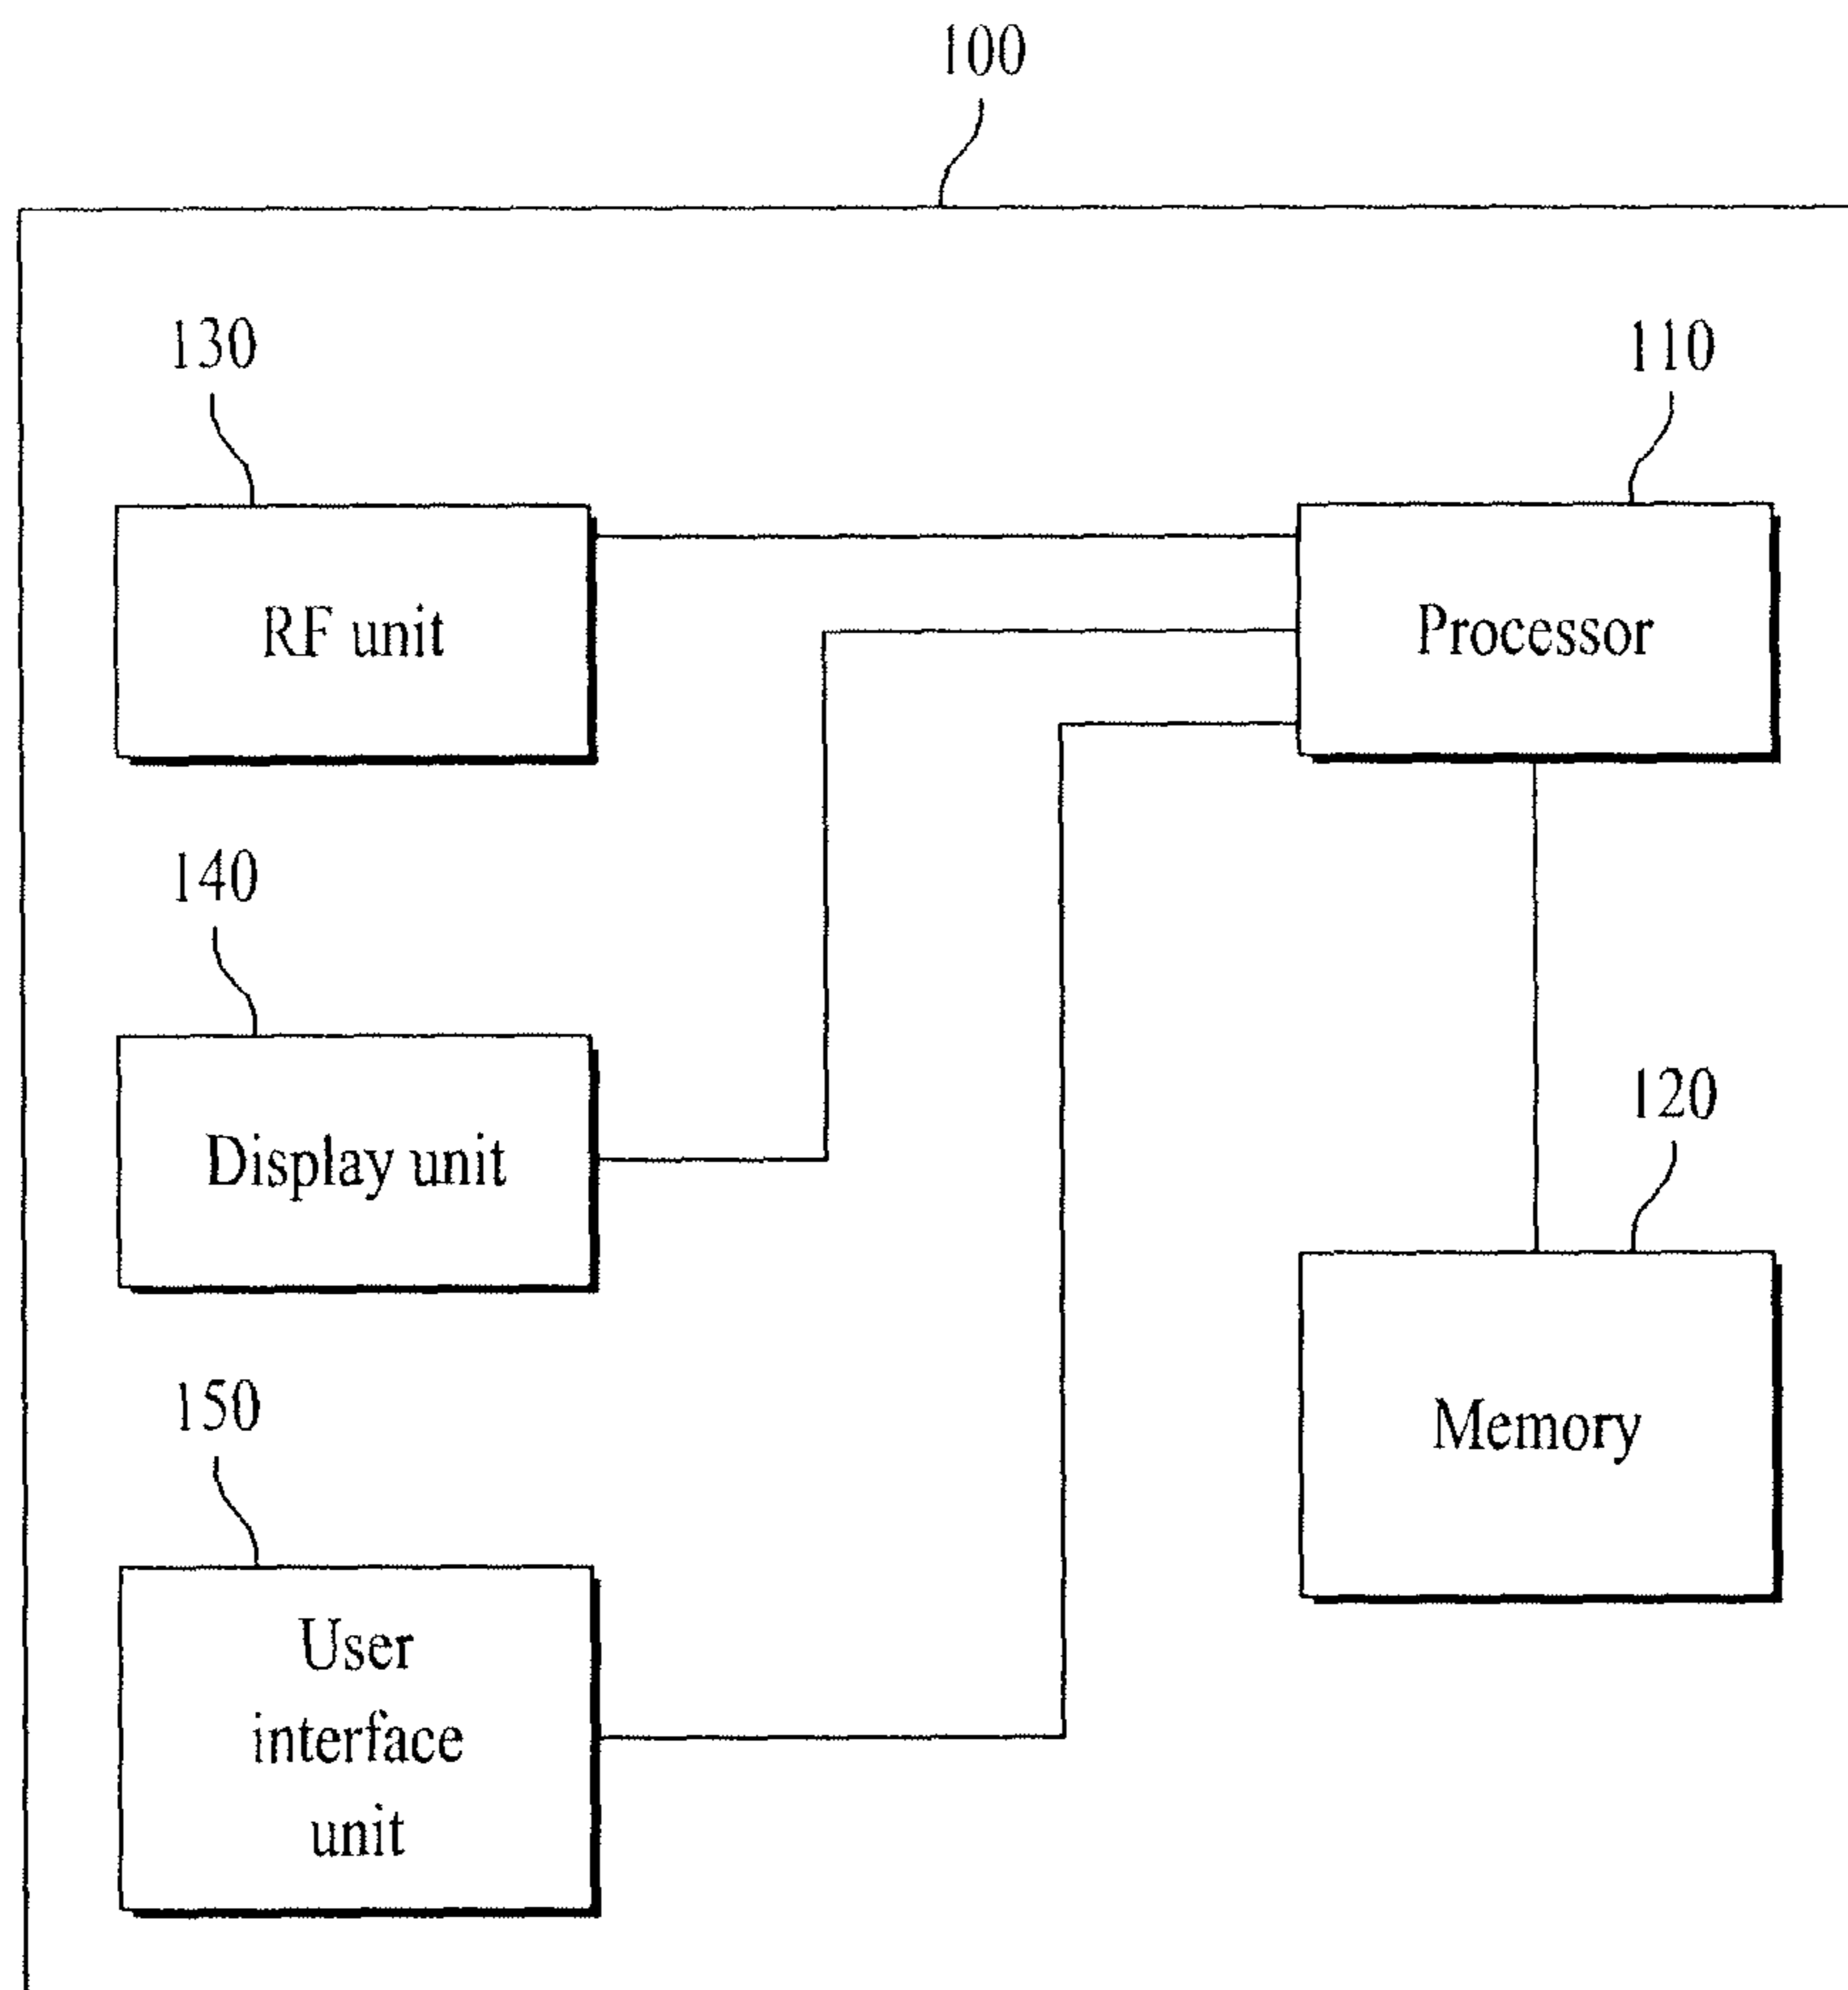 100
130
110
RF unit
Processor
140
120
Display unit
Memory
150
User
interface
unit